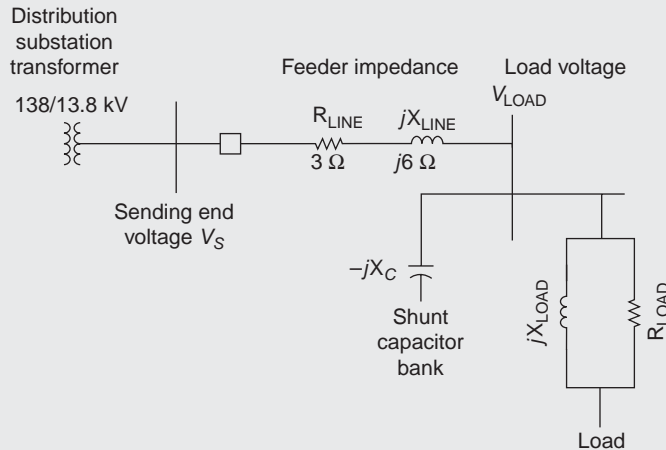 Distribution
substation
transformer
138/13.8 kV
Feeder impedance
Load voltage
V_LOAD
R_LINE
jX_LINE
3 Ω
j6 Ω
Sending end
voltage V_S
–jX_C
Shunt
capacitor
bank
jX_LOAD
R_LOAD
Load